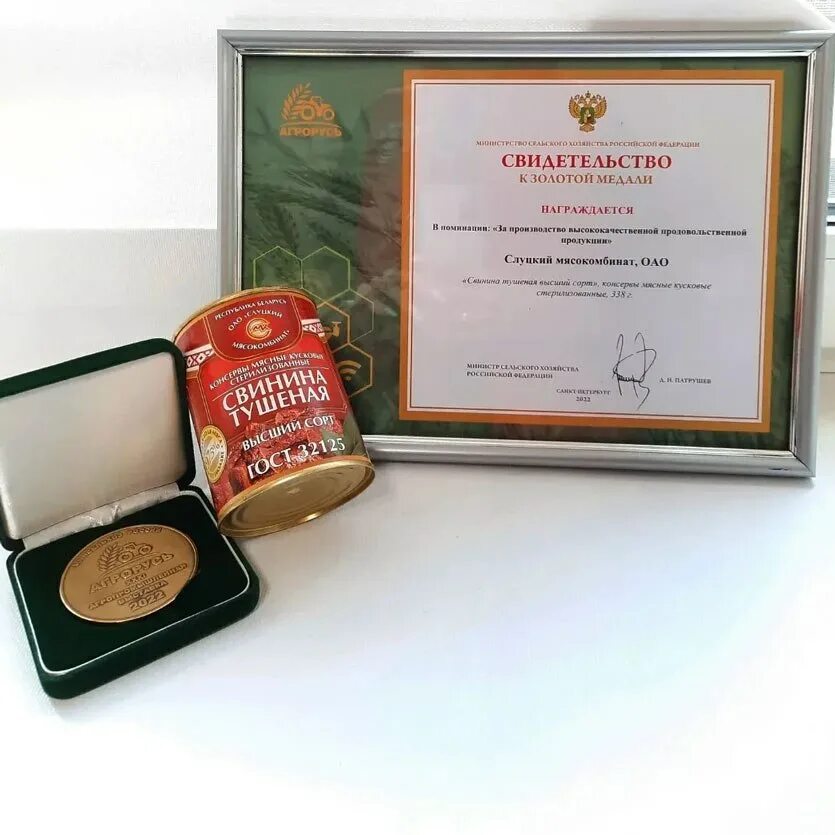 АГРОРУСЬ
МИНИСТЕРСТВО СЕЛЬСКОГО ХОЗЯЙСТВА РОССИЙСКОЙ ФЕДЕРАЦИИ
СВИДЕТЕЛЬСТВО
К ЗОЛОТОЙ МЕДАЛИ
НАГРАЖДАЕТСЯ
В номинации: «За производство высококачественной продовольственной
продукции»
Слуцкий мясокомбинат, ОАО
«Свинина тушеная высший сорт», консервы мясные кусковые
стерилизованные, 338 г.
МИНИСТР СЕЛЬСКОГО ХОЗЯЙСТВА
РОССИЙСКОЙ ФЕДЕРАЦИИ
Д. Н. ПАТРУШЕВ
САНКТ-ПЕТЕРБУРГ
2022
РЕСПУБЛИКА БЕЛАРУСЬ
ОАО «СЛУЦКИЙ
МЯСОКОМБИНАТ»
КОНСЕРВЫ МЯСНЫЕ КУСКОВЫЕ
СТЕРИЛИЗОВАННЫЕ
СВИНИНА
ТУШЕНАЯ
ВЫСШИЙ СОРТ
ГОСТ 32125
АГРОРУСЬ
АГРОПРОМЫШЛЕННАЯ
ВЫСТАВКА
2022